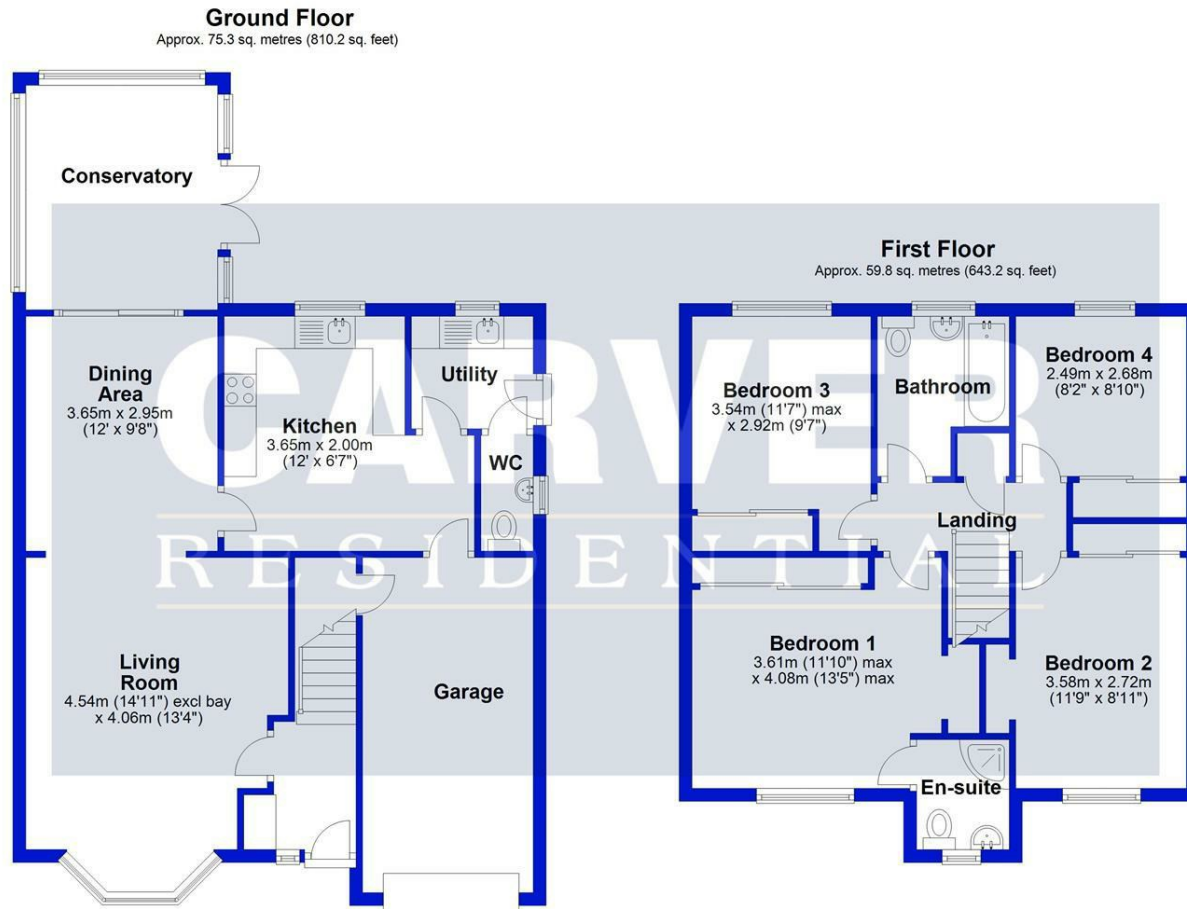 Ground Floor
Approx. 75.3 sq. metres (810.2 sq. feet)
Conservatory
Dining
Area
3.65m x 2.95m
(12' x 9'8")
Kitchen
3.65m x 2.00m
(12' x 6'7")
Utility
WC
Living
Room
4.54m (14'11") excl bay
x 4.06m (13'4")
Garage
First Floor
Approx. 59.8 sq. metres (643.2 sq. feet)
Bedroom 3
3.54m (11'7") max
x 2.92m (9'7")
Bathroom
Bedroom 4
2.49m x 2.68m
(8'2" x 8'10")
Landing
Bedroom 1
3.61m (11'10") max
x 4.08m (13'5") max
Bedroom 2
3.58m x 2.72m
(11'9" x 8'11")
En-suite
CARVER
RESIDENTIAL